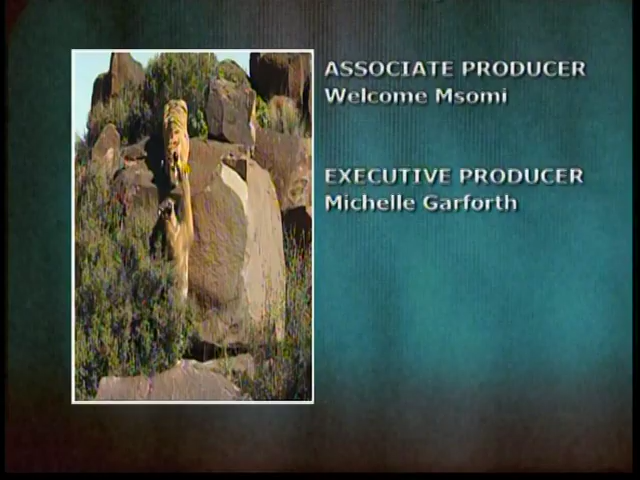 ASSOCIATE PRODUCER
Welcome Msomi
EXECUTIVE PRODUCER
Michelle Garforth